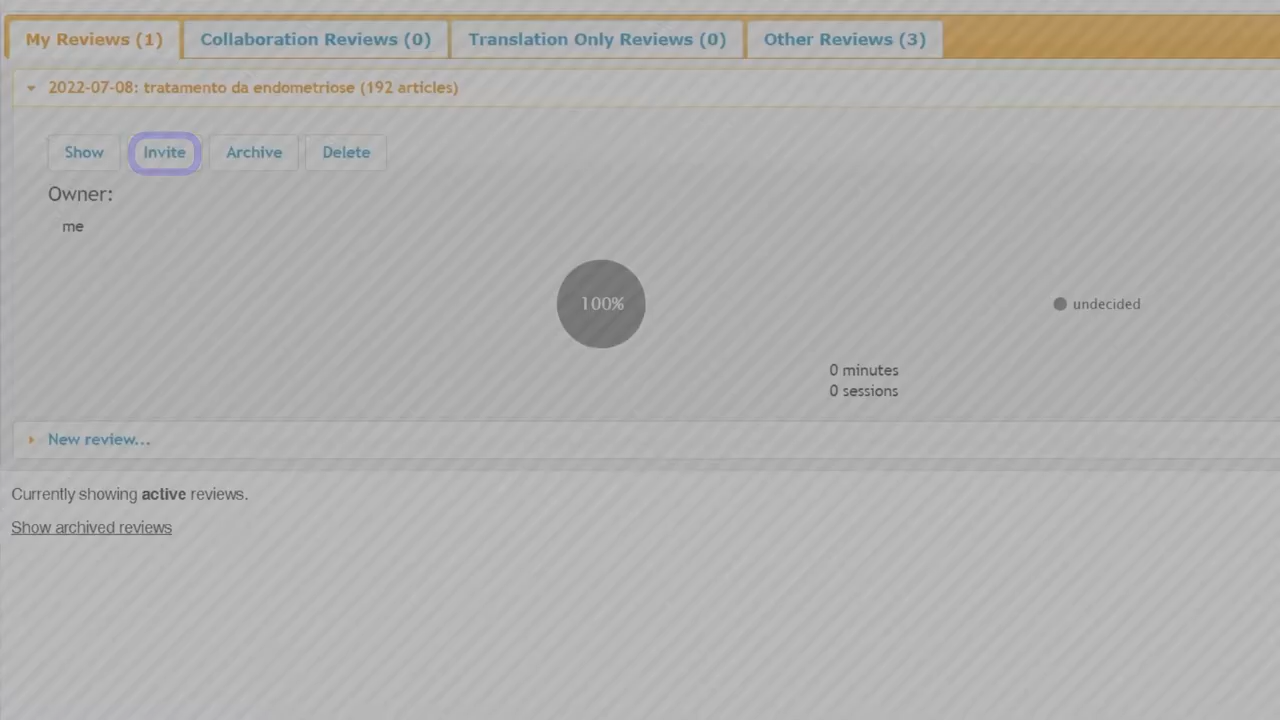 My Reviews (1) Collaboration Reviews (0) Translation Only Reviews (0) Other Reviews (3)
2022-07-08: tratamento da endometriose (192 articles)
Show Invite Archive Delete
Owner:
me
100% undecided
0 minutes
0 sessions
New review...
Currently showing active reviews.
Show archived reviews